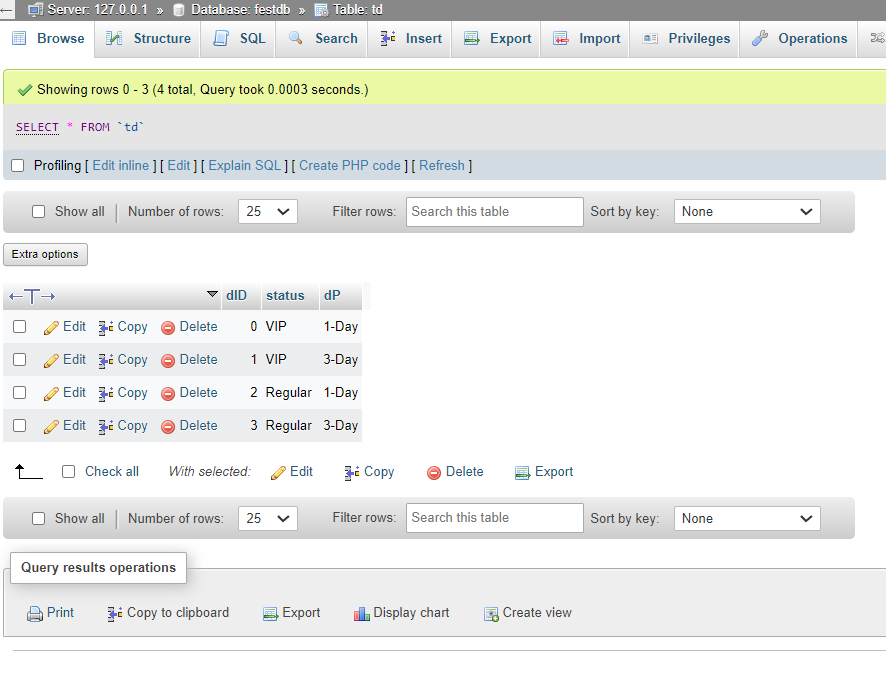 Server: 127.0.0.1 » Database: festdb » Table: td
Browse Structure SQL Search Insert Export Import Privileges Operations
Showing rows 0 - 3 (4 total, Query took 0.0003 seconds.)
SELECT * FROM `td`
Profiling [ Edit inline ] [ Edit ] [ Explain SQL ] [ Create PHP code ] [ Refresh ]
Show all Number of rows: 25 Filter rows: Search this table Sort by key: None
Extra options
dID status dP
Edit Copy Delete 0 VIP 1-Day
Edit Copy Delete 1 VIP 3-Day
Edit Copy Delete 2 Regular 1-Day
Edit Copy Delete 3 Regular 3-Day
Check all With selected: Edit Copy Delete Export
Show all Number of rows: 25 Filter rows: Search this table Sort by key: None
Query results operations
Print Copy to clipboard Export Display chart Create view